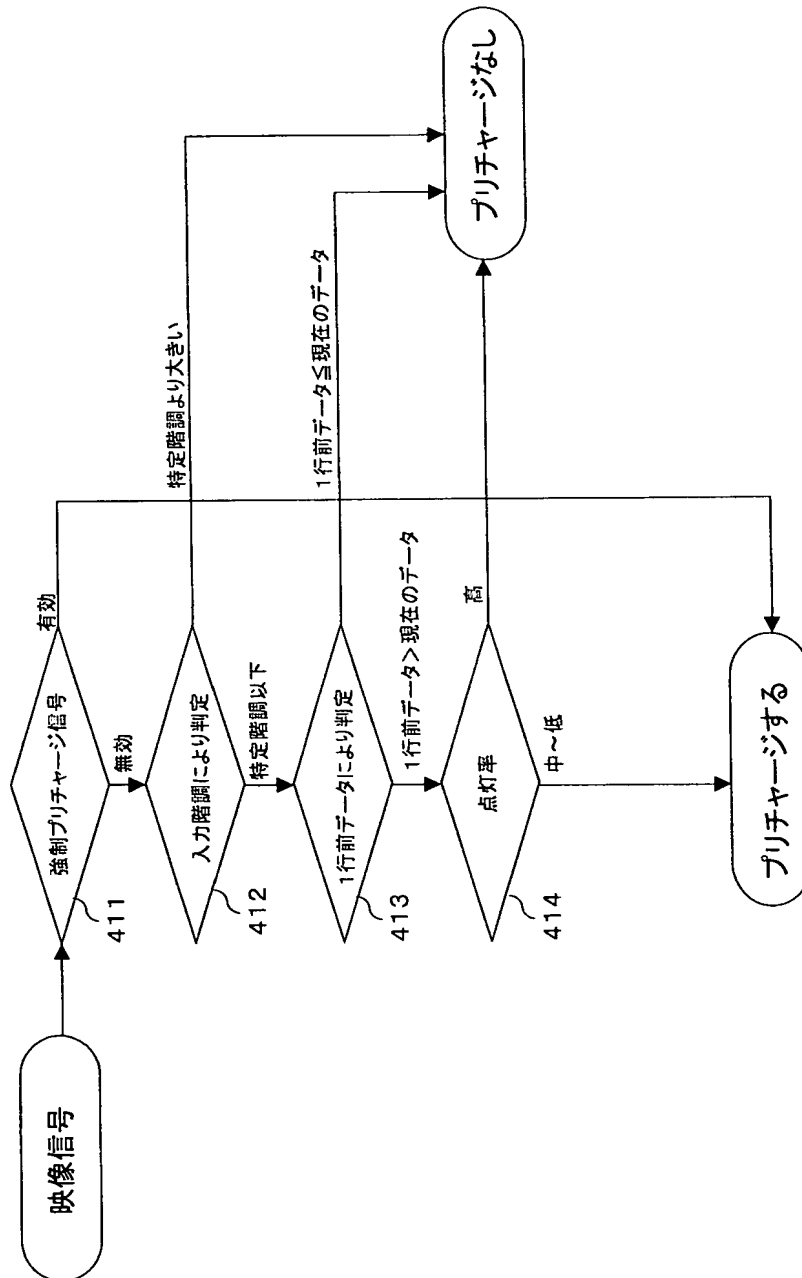 映像信号
強制プリチャージ信号
有効
411
無効
入力階調により判定
特定階調より大きい
412
特定階調以下
1行前データにより判定
1行前データ≦現在のデータ
413
1行前データ>現在のデータ
点灯率
高
414
中~低
プリチャージする
プリチャージなし